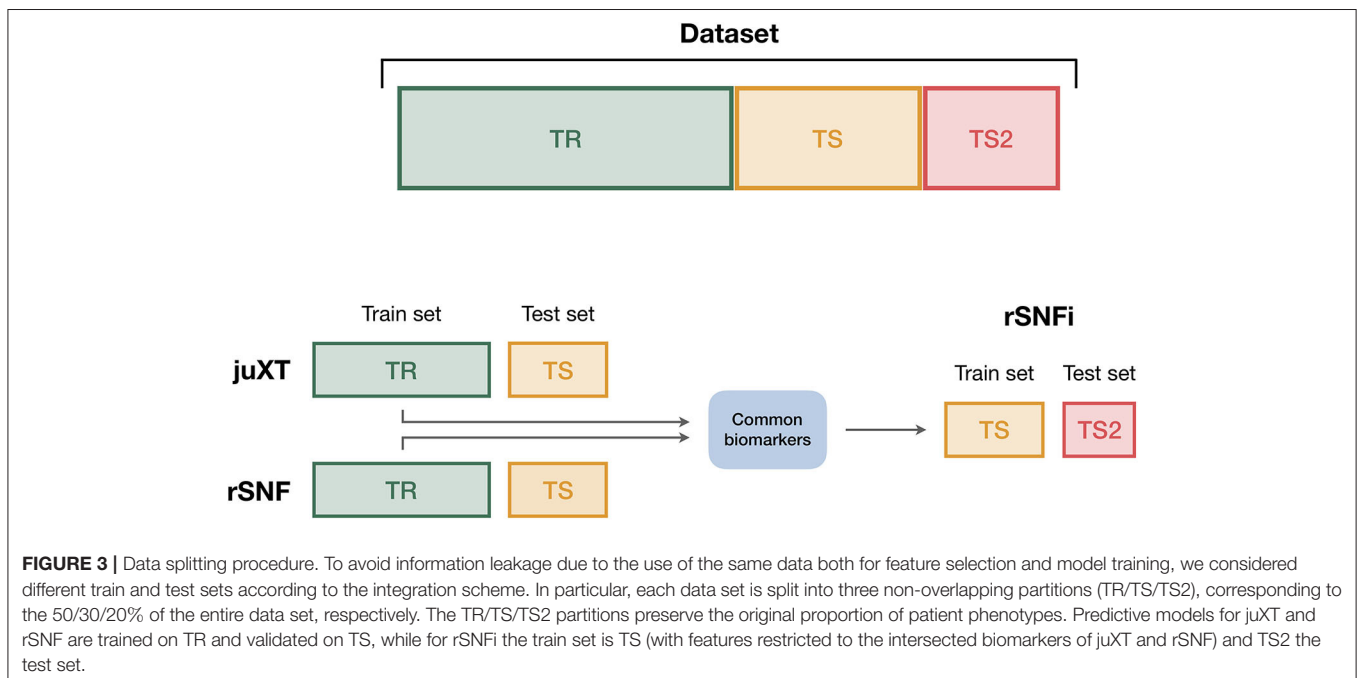 Dataset
TR
TS
TS2
Train set
Test set
juXT
TR
TS
rSNF
TR
TS
Common
biomarkers
rSNFi
Train set
Test set
TS
TS2
FIGURE 3 | Data splitting procedure. To avoid information leakage due to the use of the same data both for feature selection and model training, we considered
different train and test sets according to the integration scheme. In particular, each data set is split into three non-overlapping partitions (TR/TS/TS2), corresponding to
the 50/30/20% of the entire data set, respectively. The TR/TS/TS2 partitions preserve the original proportion of patient phenotypes. Predictive models for juXT and
rSNF are trained on TR and validated on TS, while for rSNFi the train set is TS (with features restricted to the intersected biomarkers of juXT and rSNF) and TS2 the
test set.